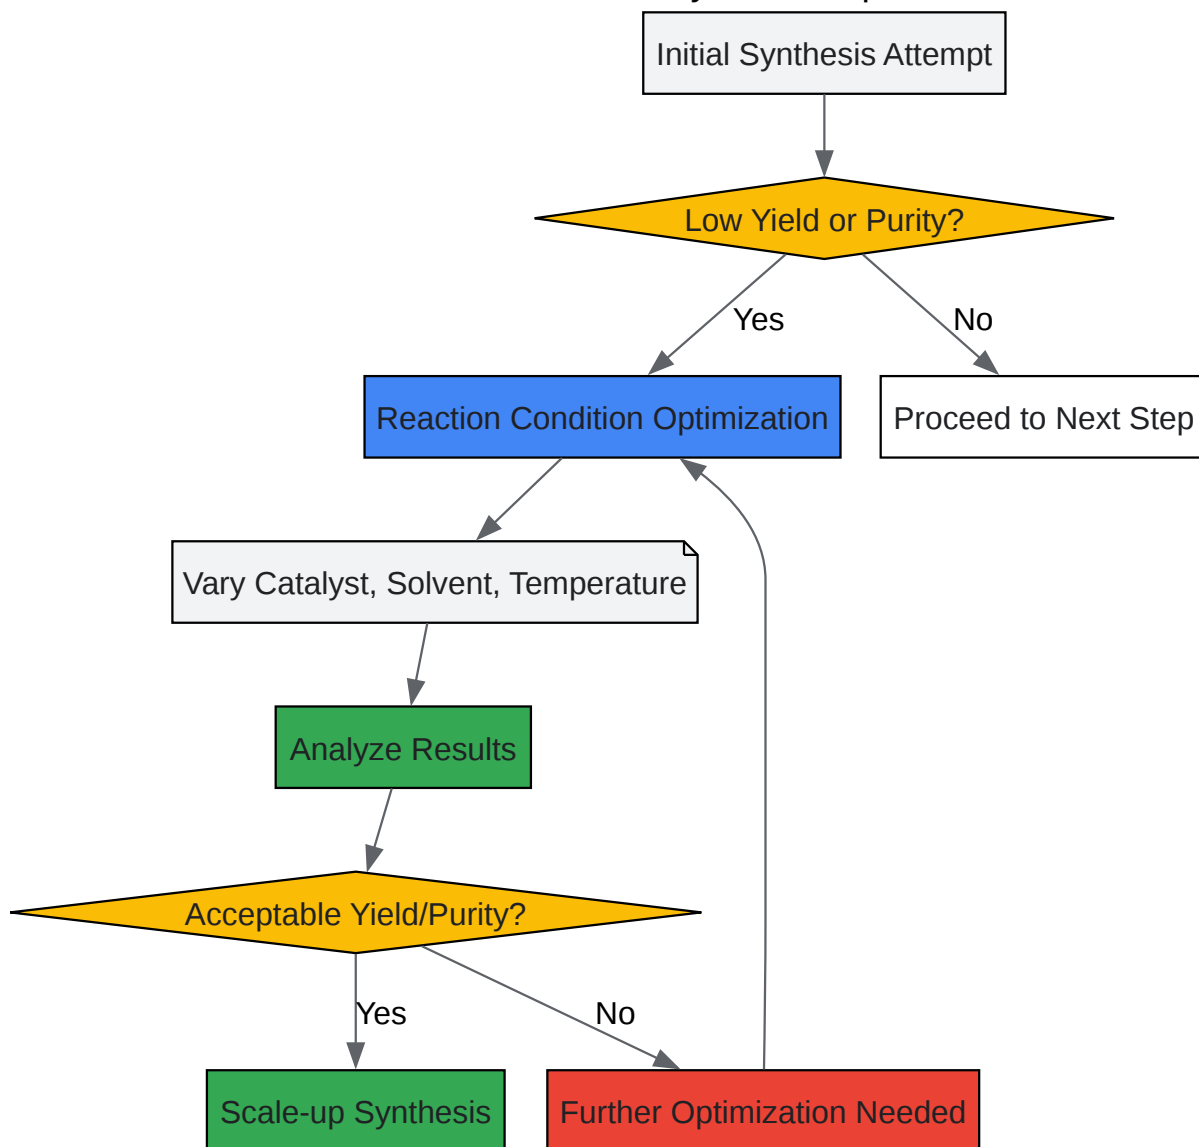 Initial Synthesis Attempt
Low Yield or Purity?
Yes
No
Reaction Condition Optimization
Proceed to Next Step
Vary Catalyst, Solvent, Temperature
Analyze Results
Acceptable Yield/Purity?
Yes
No
Scale-up Synthesis
Further Optimization Needed